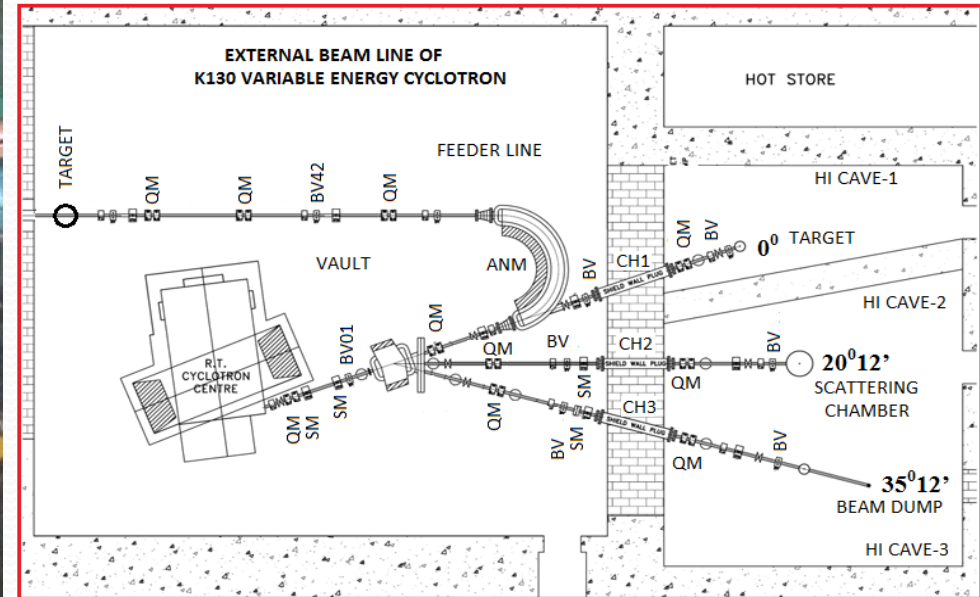 EXTERNAL BEAM LINE OF
K130 VARIABLE ENERGY CYCLOTRON
HOT STORE
TARGET
QM
QM
BV42
QM
FEEDER LINE
HI CAVE-1
QM
BV
TARGET
0⁰
VAULT
ANM
BV
CH1
SHIELD WALL PLUG
HI CAVE-2
R.T.
CYCLOTRON
CENTRE
QM
SM
SM
BV01
QM
QM
BV
SM
CH2
SHIELD WALL PLUG
QM
BV
20⁰12’
SCATTERING
CHAMBER
QM
BV
SM
CH3
SHIELD WALL PLUG
QM
BV
35⁰12’
BEAM DUMP
HI CAVE-3